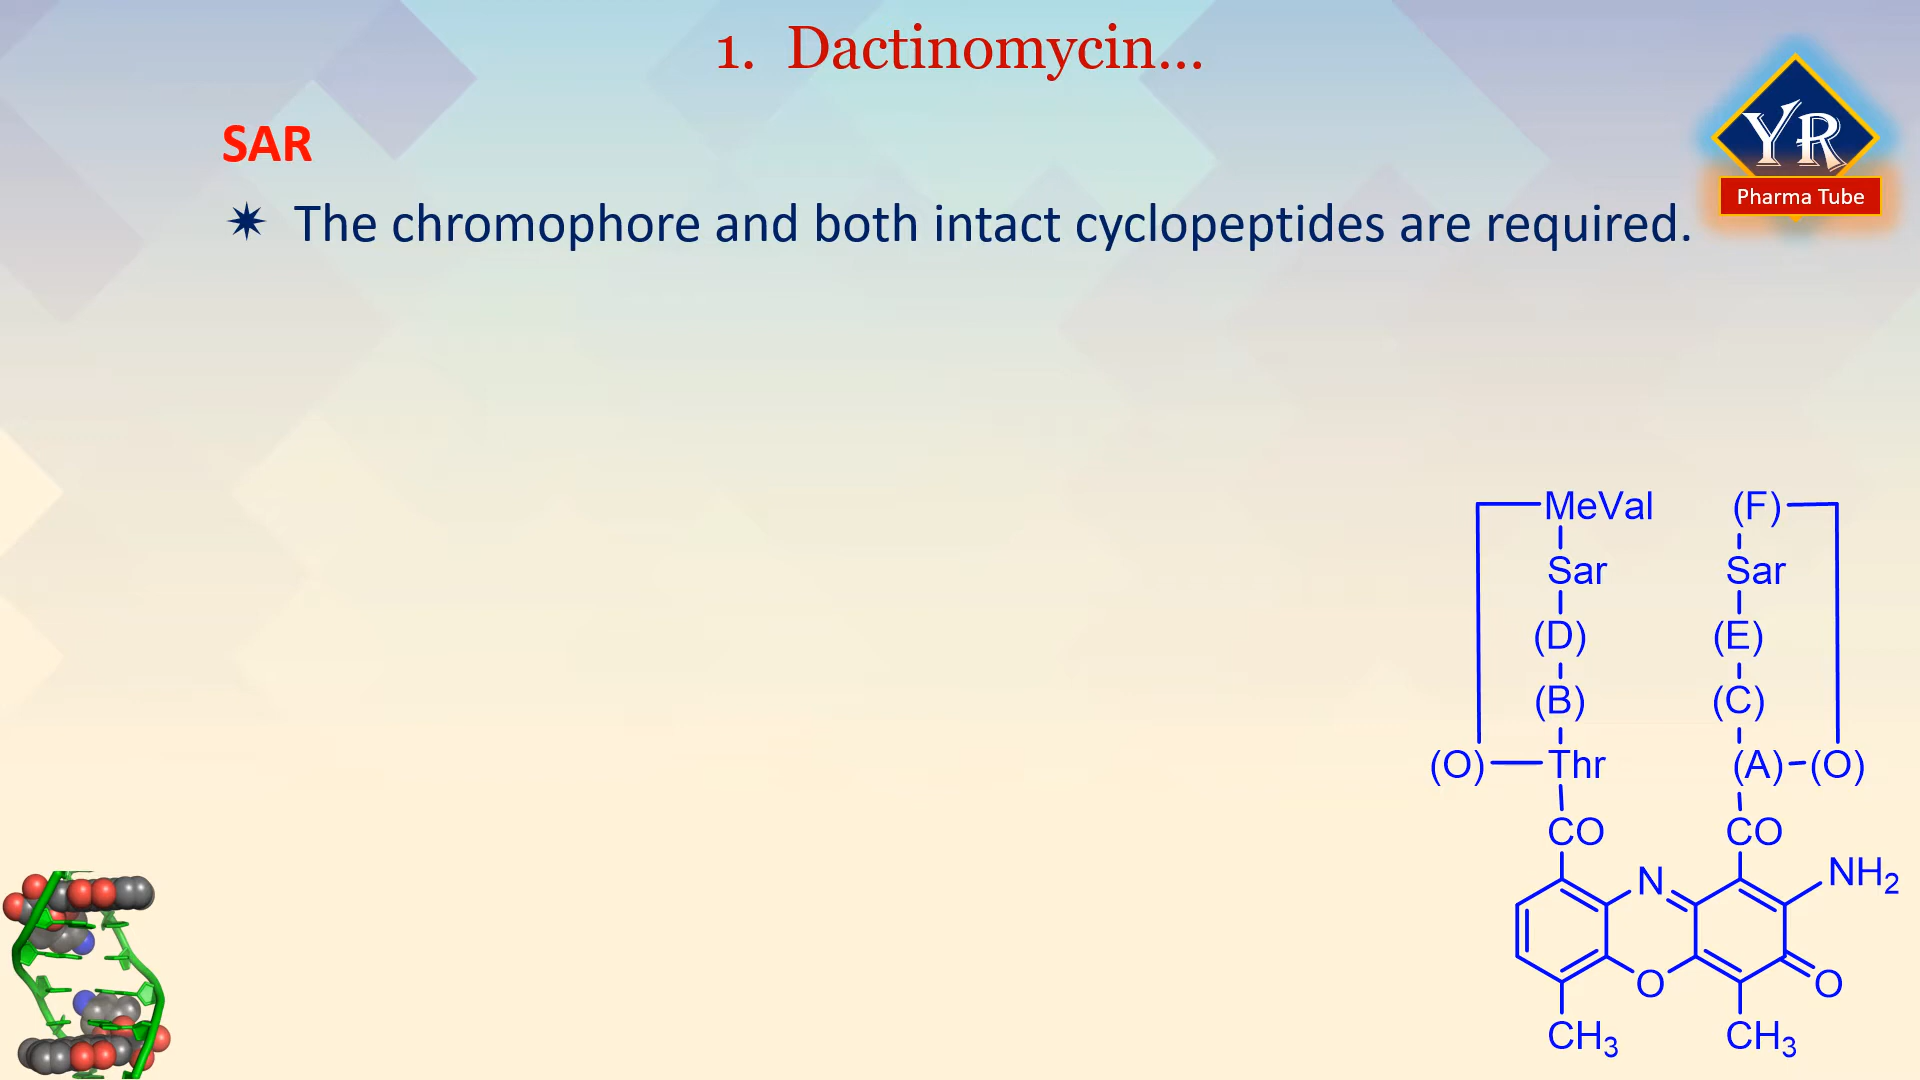 1. Dactinomycin...
YR
Pharma Tube
SAR
✷ The chromophore and both intact cyclopeptides are required.
MeVal (F)
Sar Sar
(D) (E)
(B) (C)
(O) Thr (A) (O)
CO CO
N NH₂
O O
CH₃ CH₃